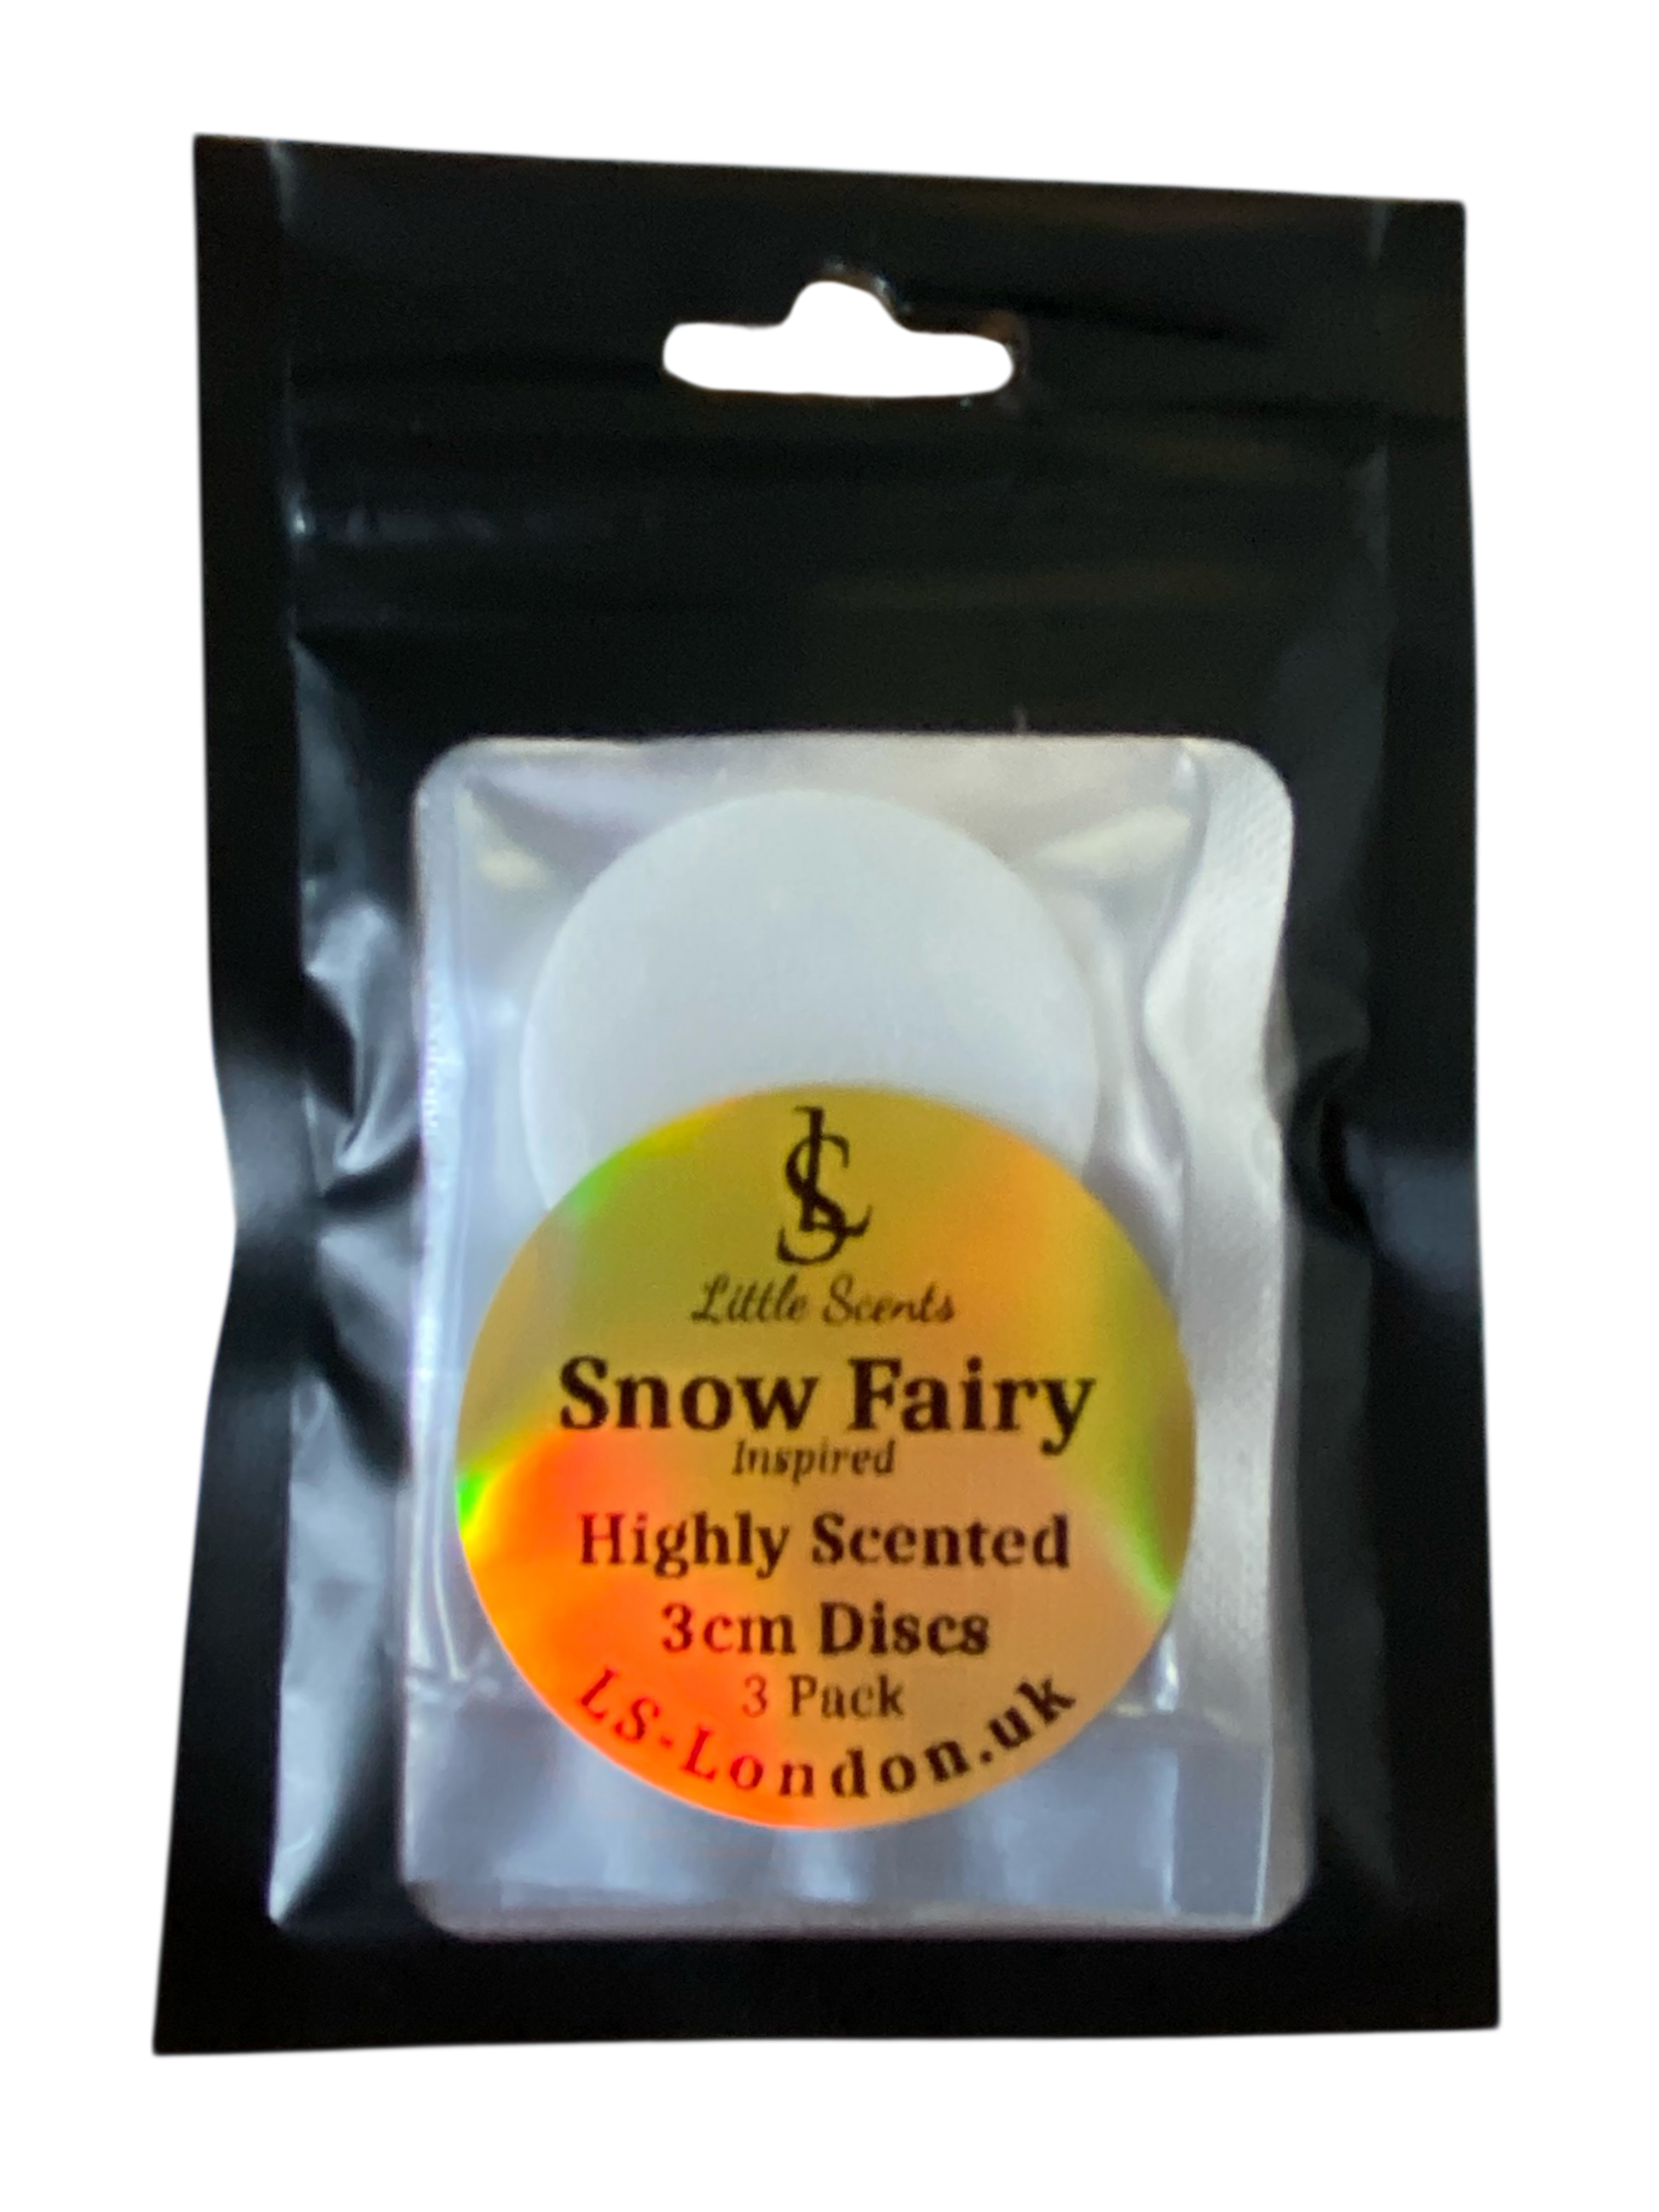 LS
Little Scents
Snow Fairy
Inspired
Highly Scented
3cm Discs
3 Pack
LS-London.uk